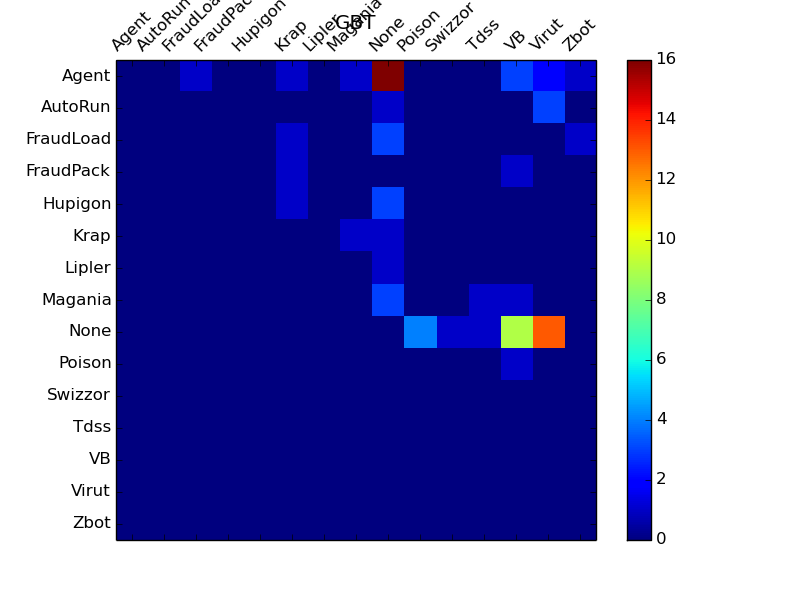 GBT
Agent
AutoRun
FraudLoad
FraudPack
Hupigon
Krap
Lipler
Magania
None
Poison
Swizzor
Tdss
VB
Virut
Zbot
Agent
AutoRun
FraudLoad
FraudPack
Hupigon
Krap
Lipler
Magania
None
Poison
Swizzor
Tdss
VB
Virut
Zbot
16
14
12
10
8
6
4
2
0